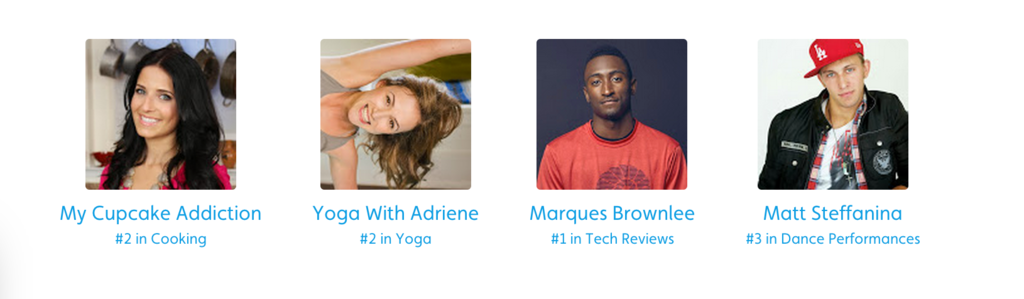 My Cupcake Addiction
#2 in Cooking
Yoga With Adriene
#2 in Yoga
Marques Brownlee
#1 in Tech Reviews
Matt Steffanina
#3 in Dance Performances